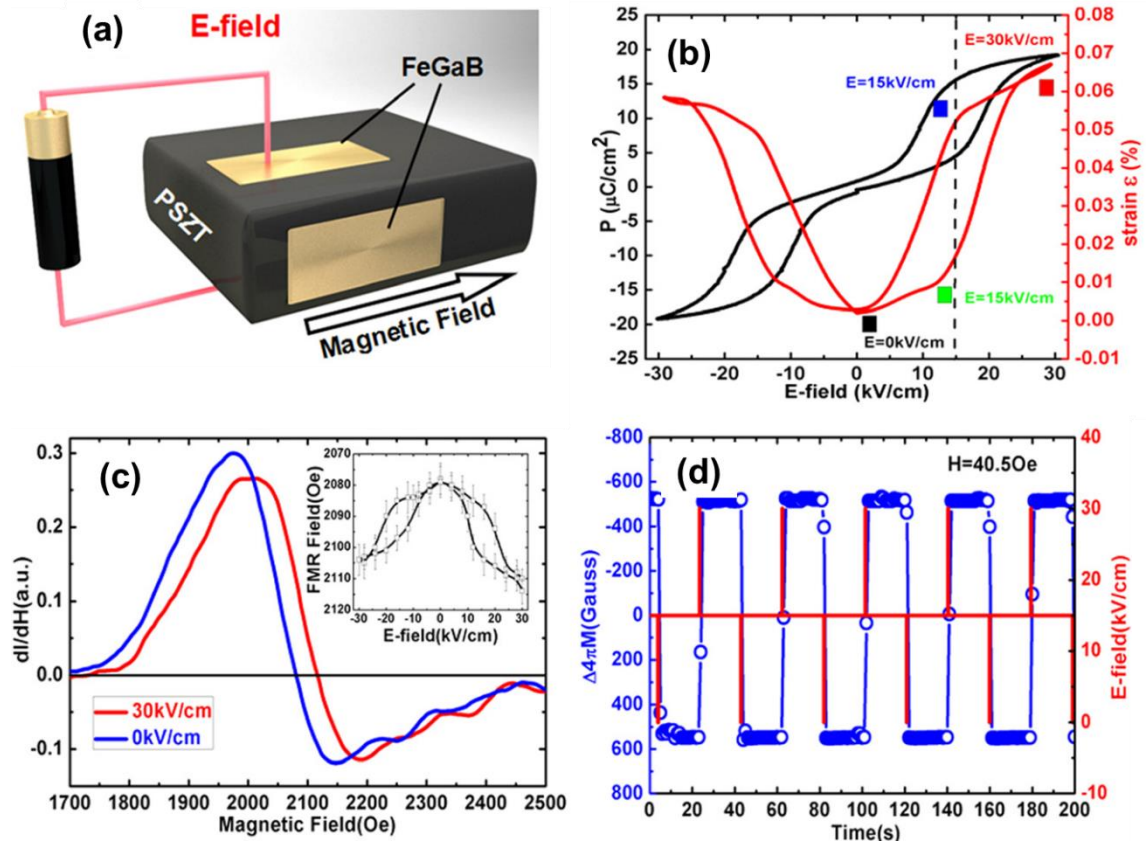 (a)
E-field
FeGaB
PSZT
Magnetic Field
(b)
E=30kV/cm
E=15kV/cm
E=15kV/cm
E=0kV/cm
P (μC/cm²)
25
20
15
10
5
0
-5
-10
-15
-20
-25
-30 -20 -10 0 10 20 30
E-field (kV/cm)
0.08
0.07
0.06
0.05
0.04
0.03
0.02
0.01
0.00
-0.01
strain ε (%)
(c)
dI/dH(a.u.)
0.3
0.2
0.1
0.0
-0.1
1700 1800 1900 2000 2100 2200 2300 2400 2500
Magnetic Field(Oe)
30kV/cm
0kV/cm
FMR Field(Oe)
2070
2080
2090
2100
2110
2120
-30 -20 -10 0 10 20 30
E-field(kV/cm)
(d)
H=40.5Oe
Δ4πM(Gauss)
-800
-600
-400
-200
0
200
400
600
800
0 20 40 60 80 100 120 140 160 180 200
Time(s)
40
30
20
10
0
-10
E-field(kV/cm)